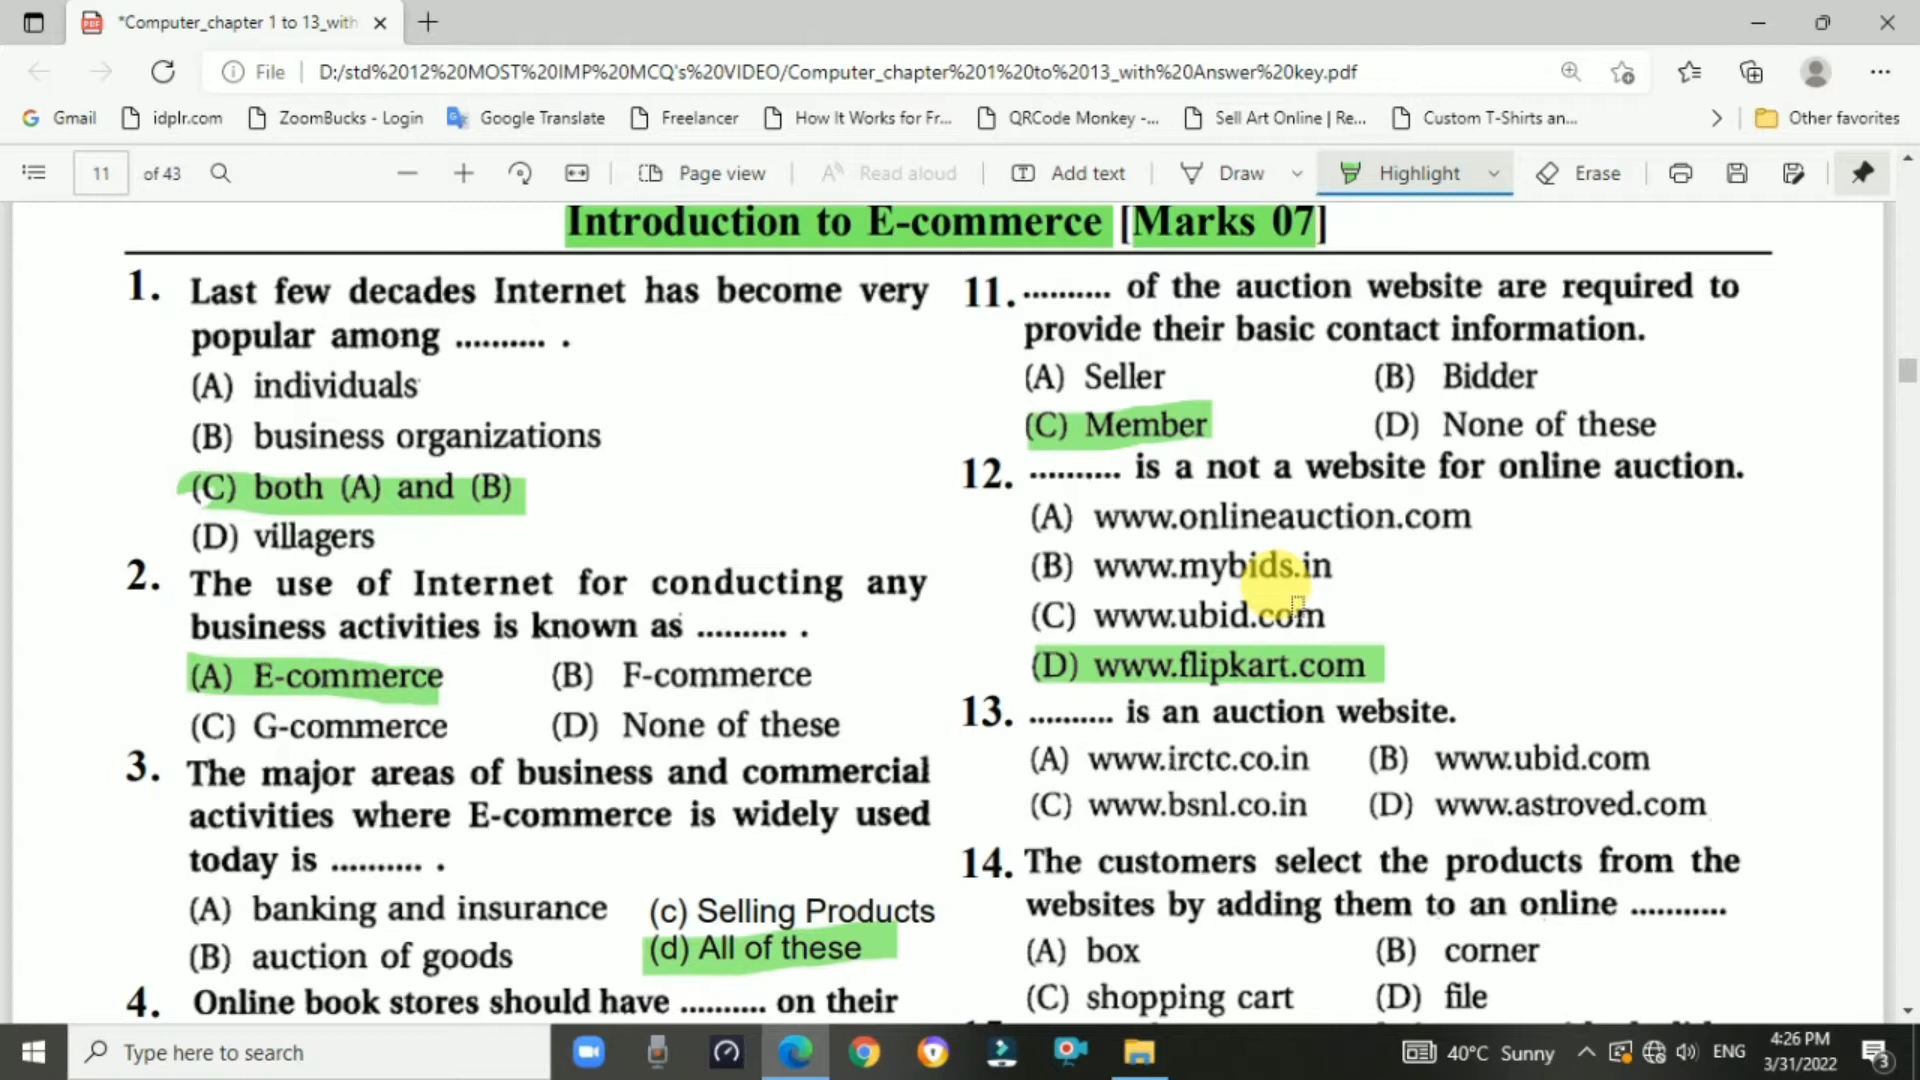 *Computer_chapter 1 to 13_with
File
D:/std%2012%20MOST%20IMP%20MCQ's%20VIDEO/Computer_chapter%201%20to%2013_with%20Answer%20key.pdf
Gmail
idplr.com
ZoomBucks - Login
Google Translate
Freelancer
How It Works for Fr...
QRCode Monkey -...
Sell Art Online | Re...
Custom T-Shirts an...
Other favorites
11 of 43
Page view
Read aloud
Add text
Draw
Highlight
Erase
Introduction to E-commerce [Marks 07]
1. Last few decades Internet has become very
popular among .......... .
(A) individuals
(B) business organizations
(C) both (A) and (B)
(D) villagers
2. The use of Internet for conducting any
business activities is known as .......... .
(A) E-commerce (B) F-commerce
(C) G-commerce (D) None of these
3. The major areas of business and commercial
activities where E-commerce is widely used
today is .......... .
(A) banking and insurance (c) Selling Products
(B) auction of goods (d) All of these
4. Online book stores should have .......... on their
11. .......... of the auction website are required to
provide their basic contact information.
(A) Seller (B) Bidder
(C) Member (D) None of these
12. .......... is a not a website for online auction.
(A) www.onlineauction.com
(B) www.mybids.in
(C) www.ubid.com
(D) www.flipkart.com
13. .......... is an auction website.
(A) www.irctc.co.in (B) www.ubid.com
(C) www.bsnl.co.in (D) www.astroved.com
14. The customers select the products from the
websites by adding them to an online ...........
(A) box (B) corner
(C) shopping cart (D) file
Type here to search
40°C Sunny
ENG
4:26 PM
3/31/2022
3